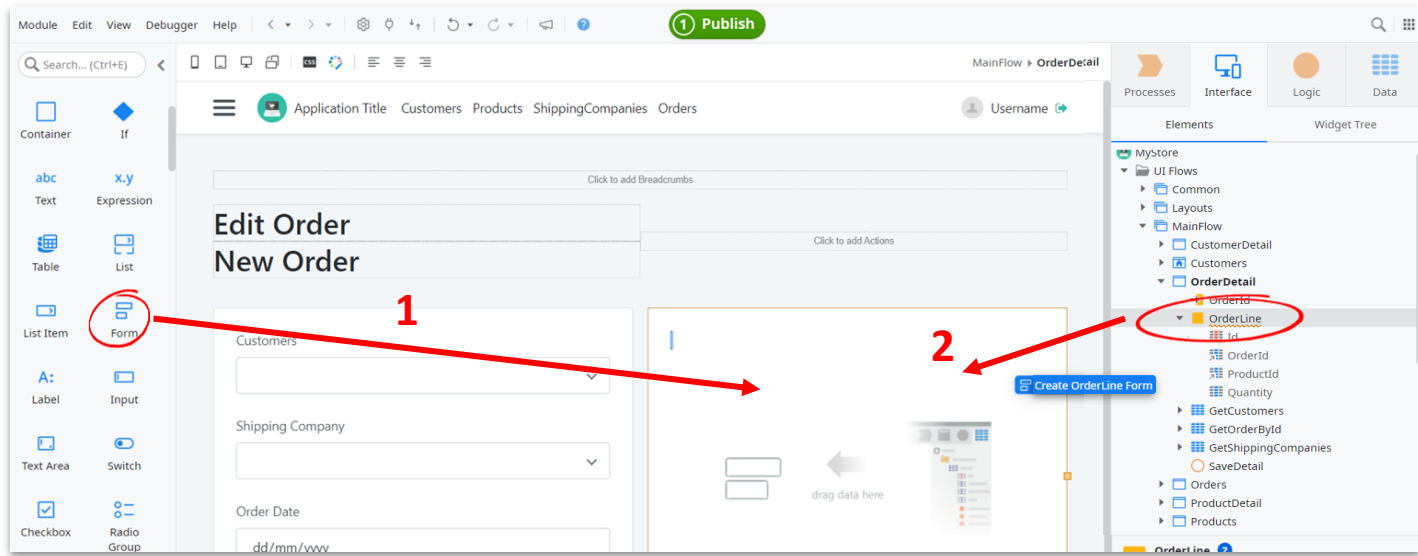 Module Edit View Debugger Help
1 Publish
Search... (Ctrl+E)
CSS
MainFlow OrderDetail
Processes Interface Logic Data
Elements Widget Tree
Container If
abc x.y
Text Expression
Table List
List Item Form
A:
Label Input
Text Area Switch
Checkbox Radio
Group
Application Title Customers Products ShippingCompanies Orders
Username
Click to add Breadcrumbs
Edit Order
New Order
Click to add Actions
1
2
Customers
Shipping Company
Order Date
dd/mm/yyyy
drag data here
Create OrderLine Form
MyStore
UI Flows
Common
Layouts
MainFlow
CustomerDetail
Customers
OrderDetail
OrderId
OrderLine
Id
OrderId
ProductId
Quantity
GetCustomers
GetOrderById
GetShippingCompanies
SaveDetail
Orders
ProductDetail
Products
OrderLine ?